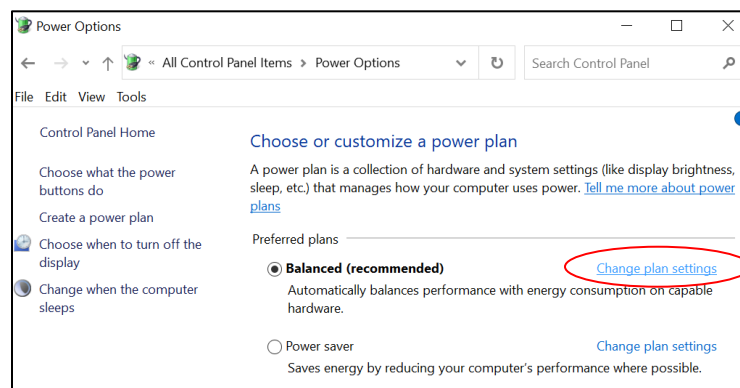 Power Options
« All Control Panel Items > Power Options
Search Control Panel
File Edit View Tools
Control Panel Home
Choose what the power
buttons do
Create a power plan
Choose when to turn off the
display
Change when the computer
sleeps
Choose or customize a power plan
A power plan is a collection of hardware and system settings (like display brightness,
sleep, etc.) that manages how your computer uses power. Tell me more about power
plans
Preferred plans
Balanced (recommended) Change plan settings
Automatically balances performance with energy consumption on capable
hardware.
Power saver Change plan settings
Saves energy by reducing your computer's performance where possible.